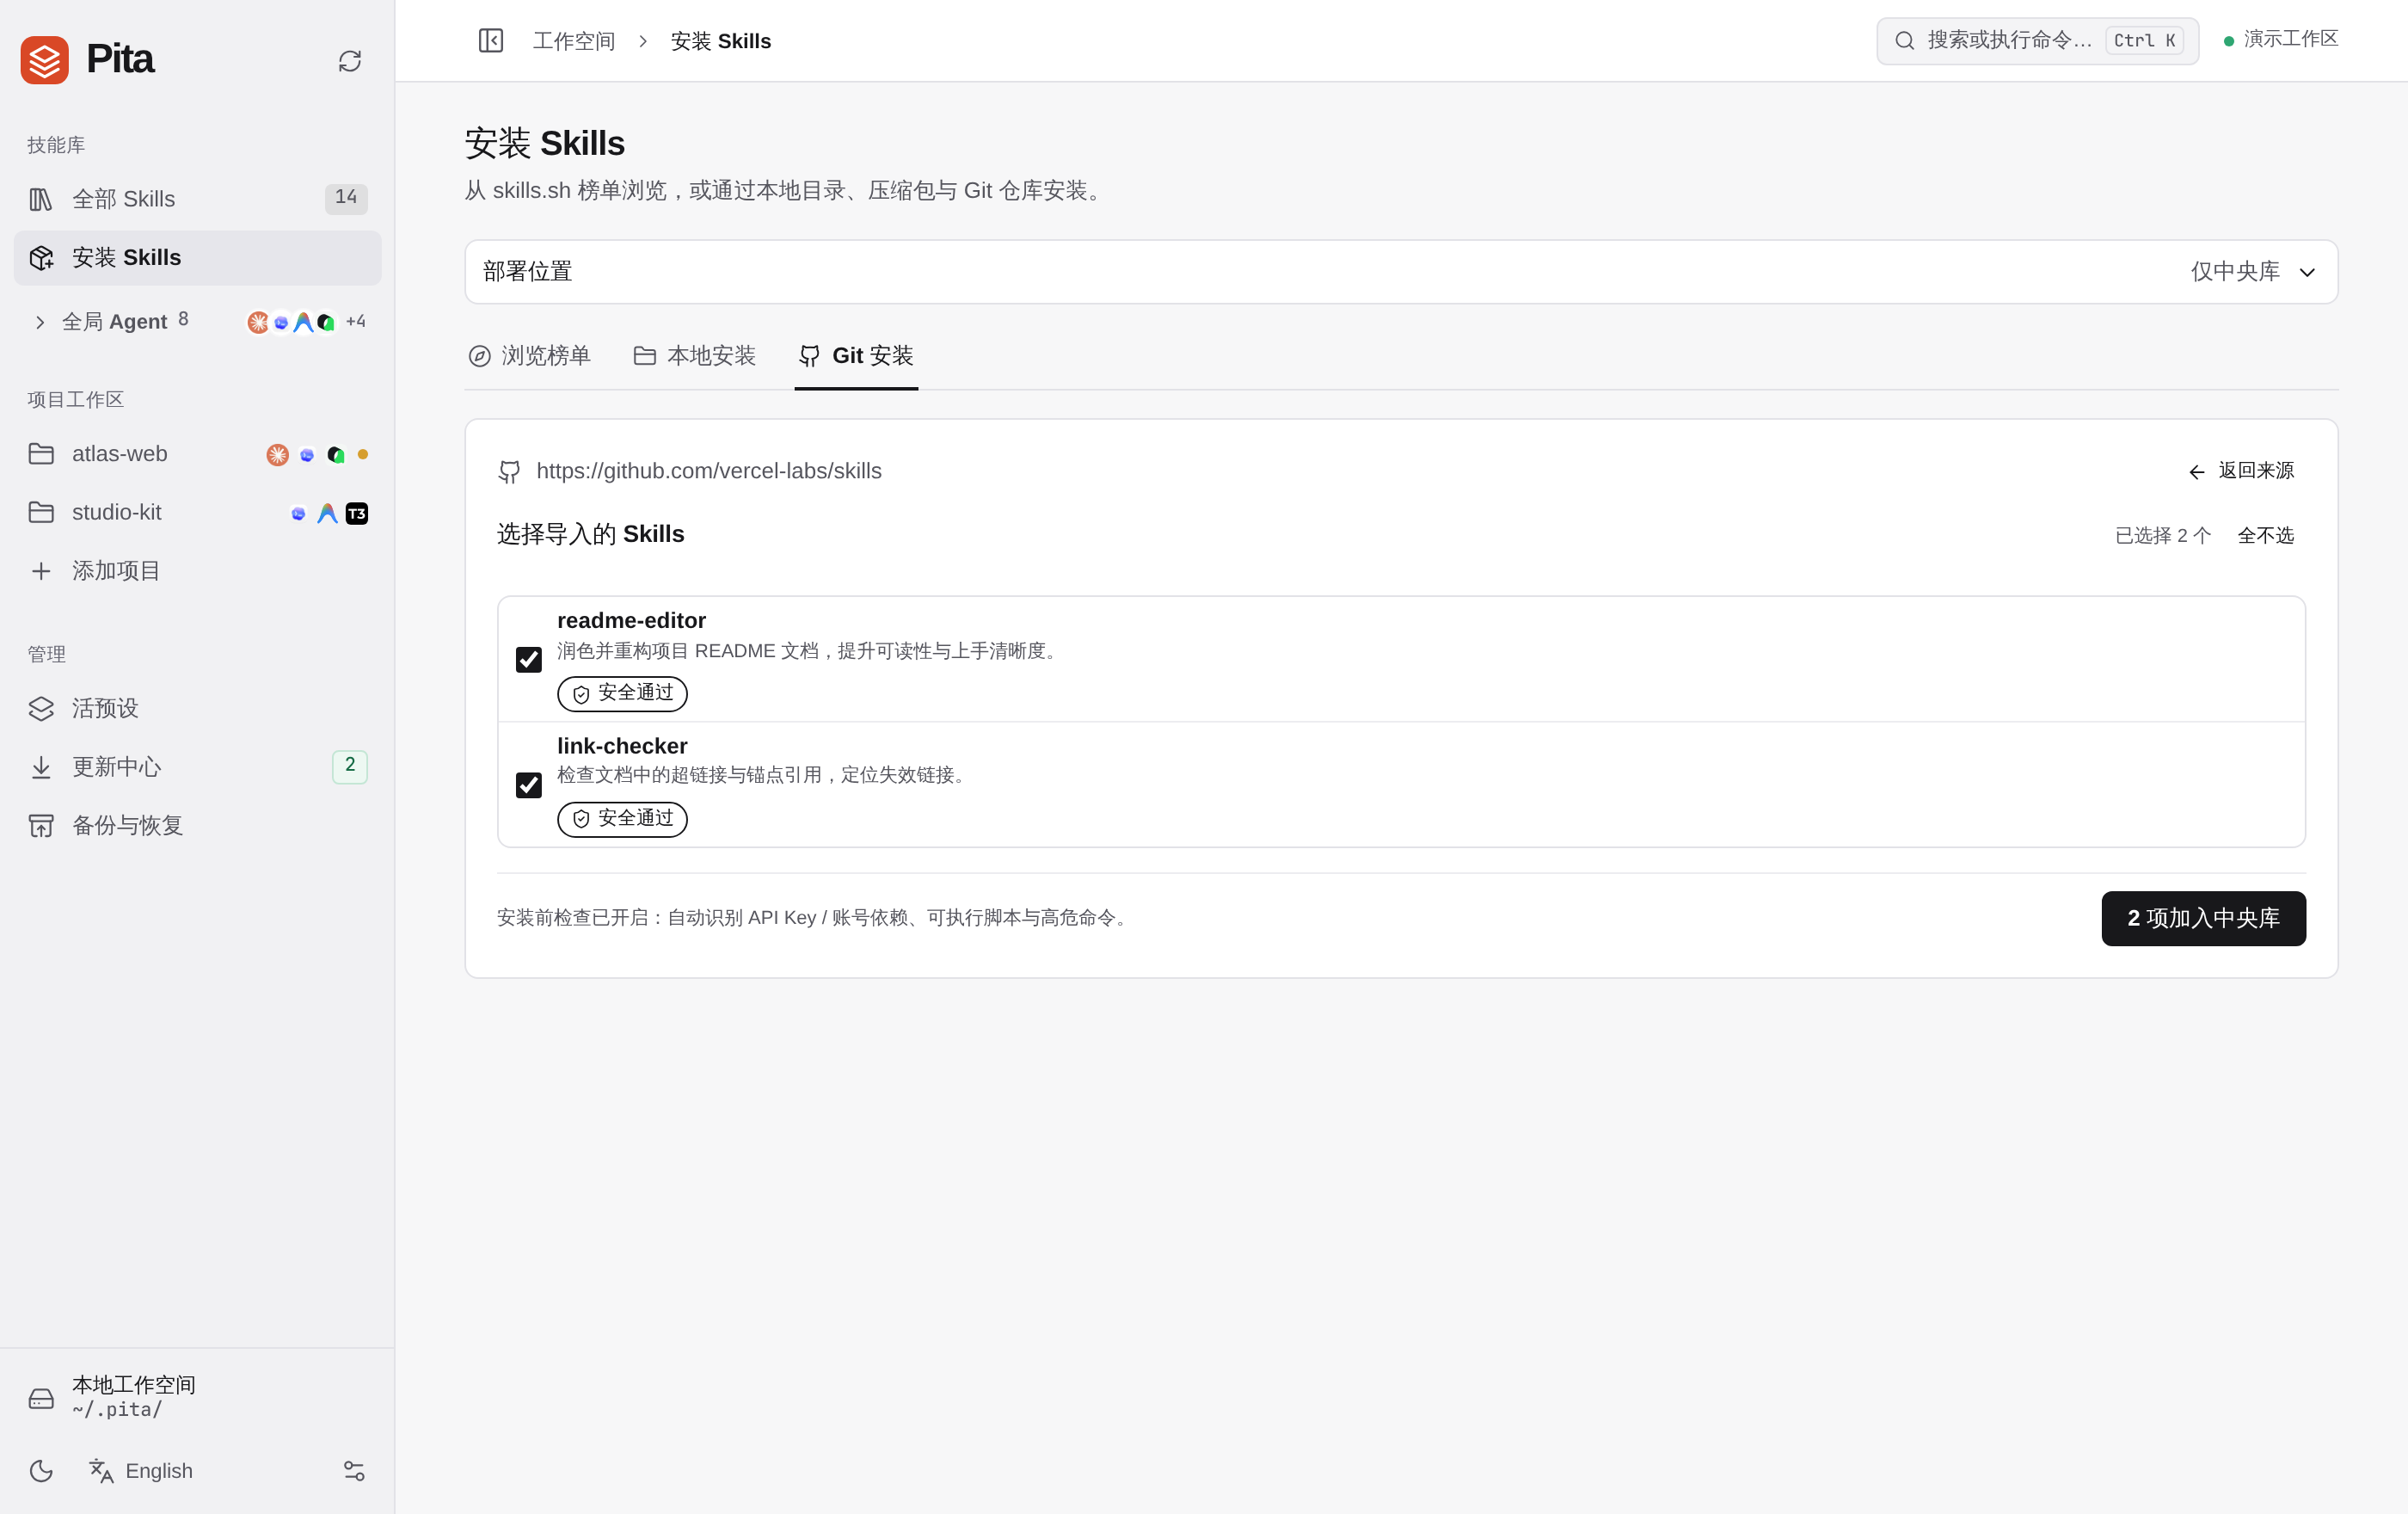 Pita
技能库
全部 Skills 14
安装 Skills
全局 Agent 8 +4
项目工作区
atlas-web
studio-kit T3
添加项目
管理
活预设
更新中心 2
备份与恢复
本地工作空间
~/.pita/
English
工作空间 安装 Skills
搜索或执行命令… Ctrl K 演示工作区
安装 Skills
从 skills.sh 榜单浏览，或通过本地目录、压缩包与 Git 仓库安装。
部署位置 仅中央库
浏览榜单 本地安装 Git 安装
https://github.com/vercel-labs/skills 返回来源
选择导入的 Skills 已选择 2 个 全不选
readme-editor
润色并重构项目 README 文档，提升可读性与上手清晰度。
安全通过
link-checker
检查文档中的超链接与锚点引用，定位失效链接。
安全通过
安装前检查已开启：自动识别 API Key / 账号依赖、可执行脚本与高危命令。 2 项加入中央库